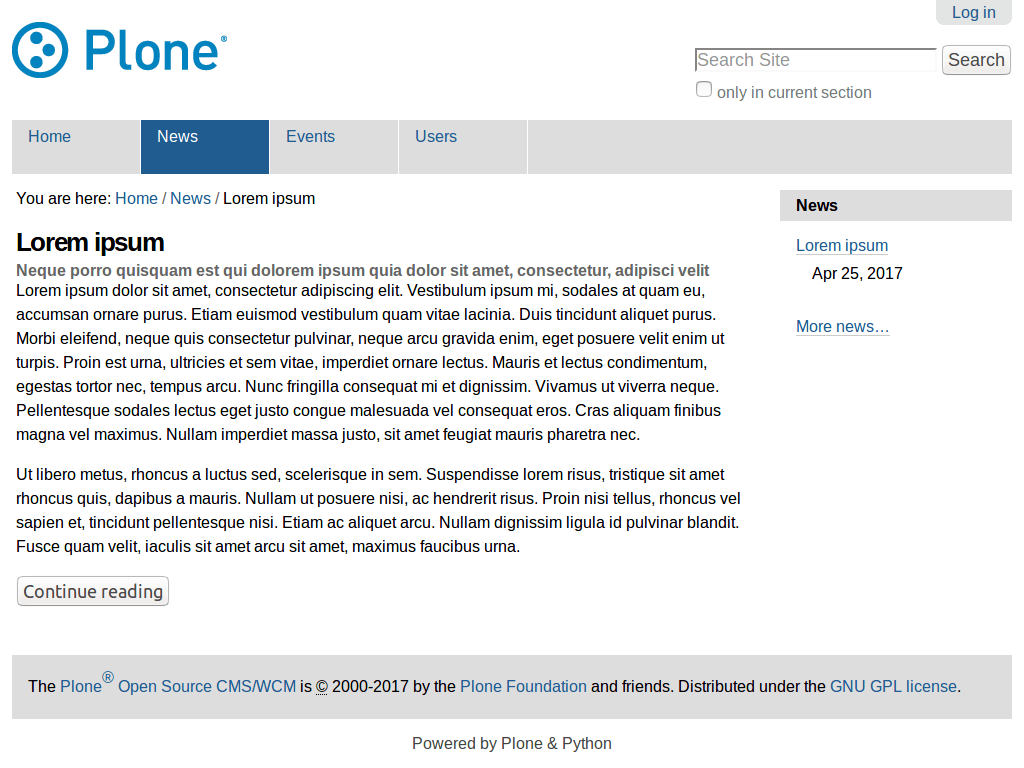 Log in
Plone®
Search Site
Search
only in current section
Home
News
Events
Users
You are here: Home / News / Lorem ipsum
Lorem ipsum
Neque porro quisquam est qui dolorem ipsum quia dolor sit amet, consectetur, adipisci velit
Lorem ipsum dolor sit amet, consectetur adipiscing elit. Vestibulum ipsum mi, sodales at quam eu,
accumsan ornare purus. Etiam euismod vestibulum quam vitae lacinia. Duis tincidunt aliquet purus.
Morbi eleifend, neque quis consectetur pulvinar, neque arcu gravida enim, eget posuere velit enim ut
turpis. Proin est urna, ultricies et sem vitae, imperdiet ornare lectus. Mauris et lectus condimentum,
egestas tortor nec, tempus arcu. Nunc fringilla consequat mi et dignissim. Vivamus ut viverra neque.
Pellentesque sodales lectus eget justo congue malesuada vel consequat eros. Cras aliquam finibus
magna vel maximus. Nullam imperdiet massa justo, sit amet feugiat mauris pharetra nec.
Ut libero metus, rhoncus a luctus sed, scelerisque in sem. Suspendisse lorem risus, tristique sit amet
rhoncus quis, dapibus a mauris. Nullam ut posuere nisi, ac hendrerit risus. Proin nisi tellus, rhoncus vel
sapien et, tincidunt pellentesque nisi. Etiam ac aliquet arcu. Nullam dignissim ligula id pulvinar blandit.
Fusce quam velit, iaculis sit amet arcu sit amet, maximus faucibus urna.
Continue reading
News
Lorem ipsum
Apr 25, 2017
More news…
The Plone® Open Source CMS/WCM is © 2000-2017 by the Plone Foundation and friends. Distributed under the GNU GPL license.
Powered by Plone & Python